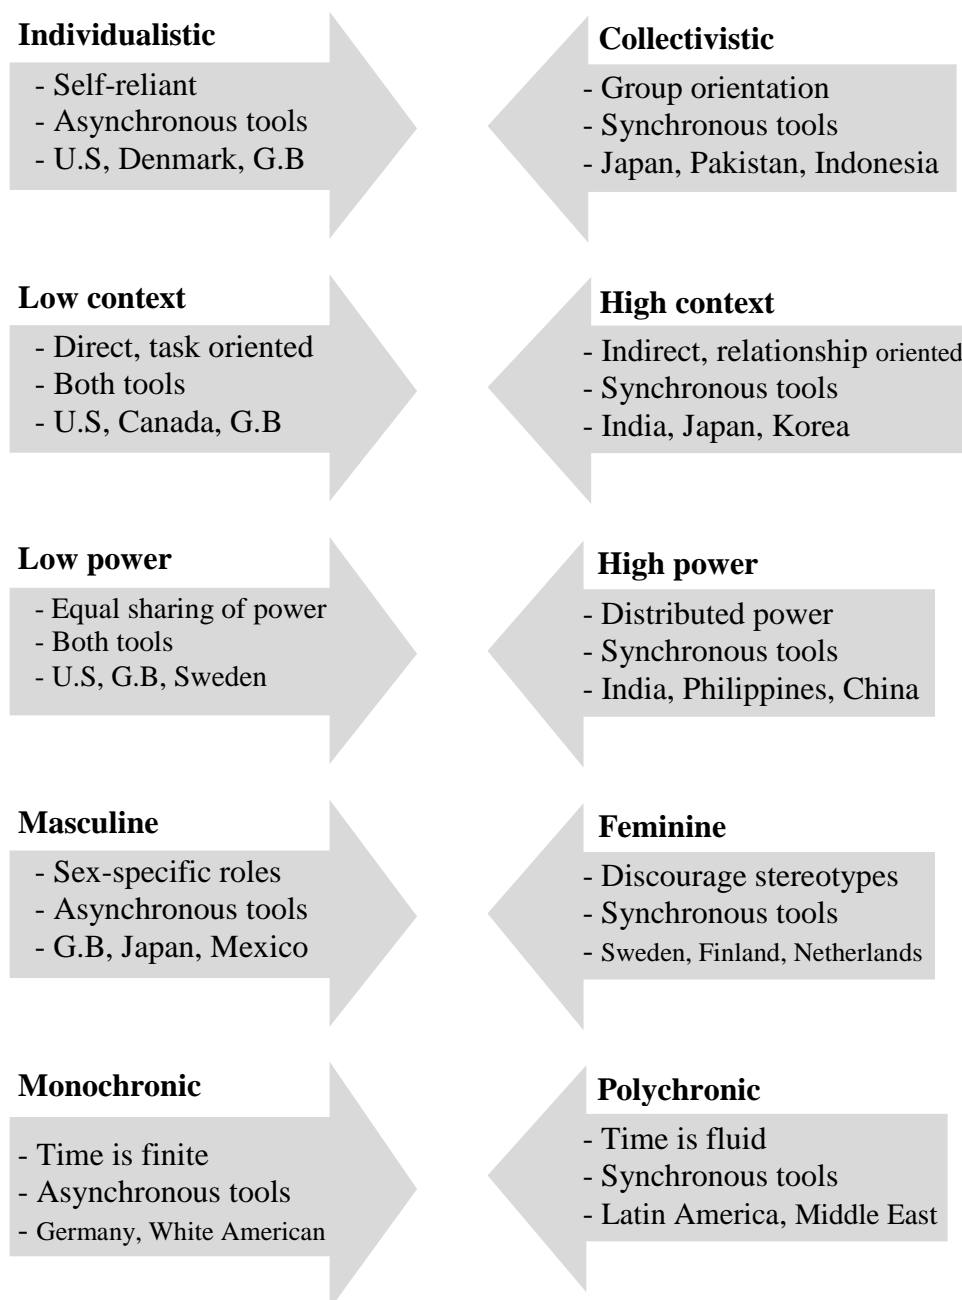 Individualistic
- Self-reliant
- Asynchronous tools
- U.S, Denmark, G.B
Collectivistic
- Group orientation
- Synchronous tools
- Japan, Pakistan, Indonesia
Low context
- Direct, task oriented
- Both tools
- U.S, Canada, G.B
High context
- Indirect, relationship oriented
- Synchronous tools
- India, Japan, Korea
Low power
- Equal sharing of power
- Both tools
- U.S, G.B, Sweden
High power
- Distributed power
- Synchronous tools
- India, Philippines, China
Masculine
- Sex-specific roles
- Asynchronous tools
- G.B, Japan, Mexico
Feminine
- Discourage stereotypes
- Synchronous tools
- Sweden, Finland, Netherlands
Monochronic
- Time is finite
- Asynchronous tools
- Germany, White American
Polychronic
- Time is fluid
- Synchronous tools
- Latin America, Middle East